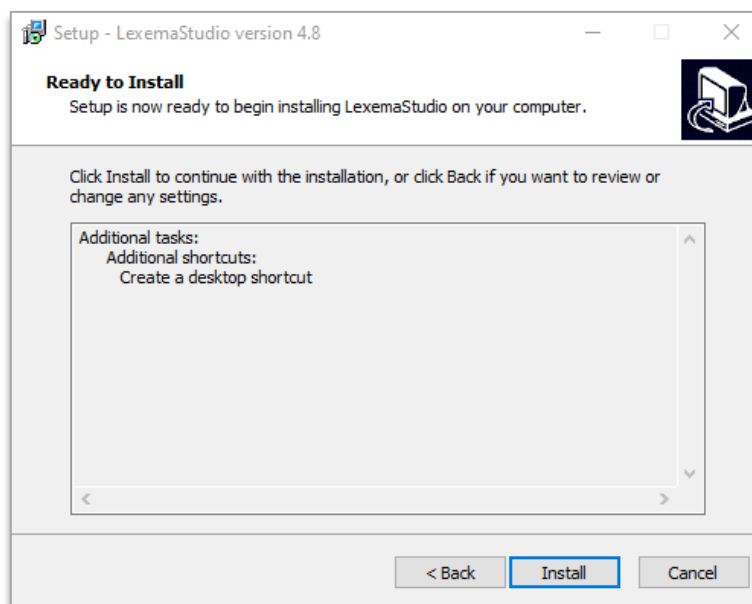 Setup - LexemaStudio version 4.8
Ready to Install
Setup is now ready to begin installing LexemaStudio on your computer.
Click Install to continue with the installation, or click Back if you want to review or
change any settings.
Additional tasks:
Additional shortcuts:
Create a desktop shortcut
< Back
Install
Cancel